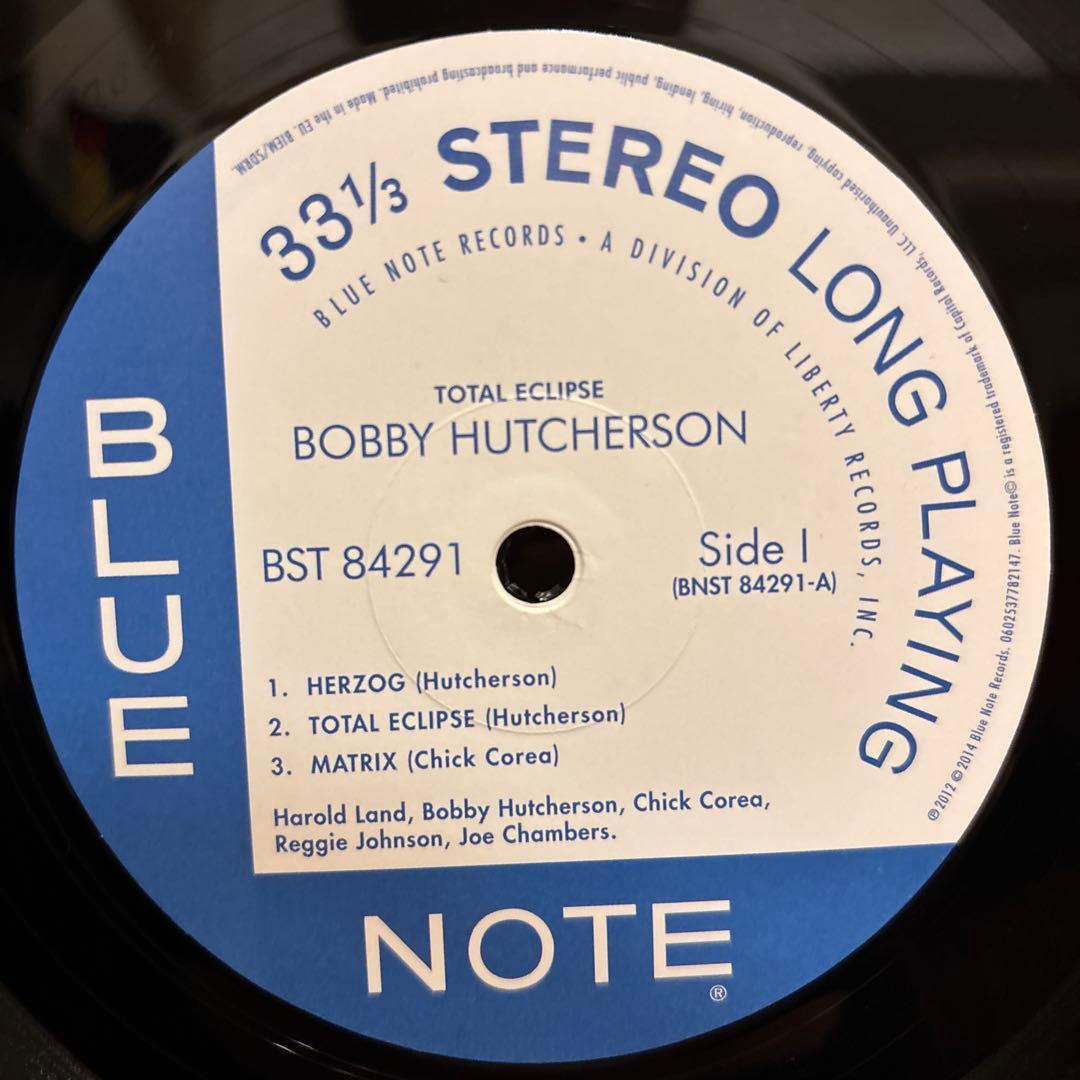 33⅓ STEREO LONG PLAYING
BLUE NOTE RECORDS • A DIVISION OF LIBERTY RECORDS, INC.
TOTAL ECLIPSE
BOBBY HUTCHERSON
BST 84291
Side I
(BNST 84291-A)
1. HERZOG (Hutcherson)
2. TOTAL ECLIPSE (Hutcherson)
3. MATRIX (Chick Corea)
Harold Land, Bobby Hutcherson, Chick Corea,
Reggie Johnson, Joe Chambers.
BLUE
NOTE
®
℗ 2012 © 2014 Blue Note Records. 0602537782147. Blue Note© is a registered trademark of Capitol Records, LLC. Unauthorised copying, reproduction, hiring, lending, public performance and broadcasting prohibited. Made in the EU. BIEM/SDRM.